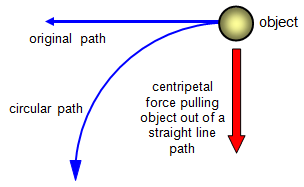 object
original path
circular path
centripetal
force pulling
object out of a
straight line
path